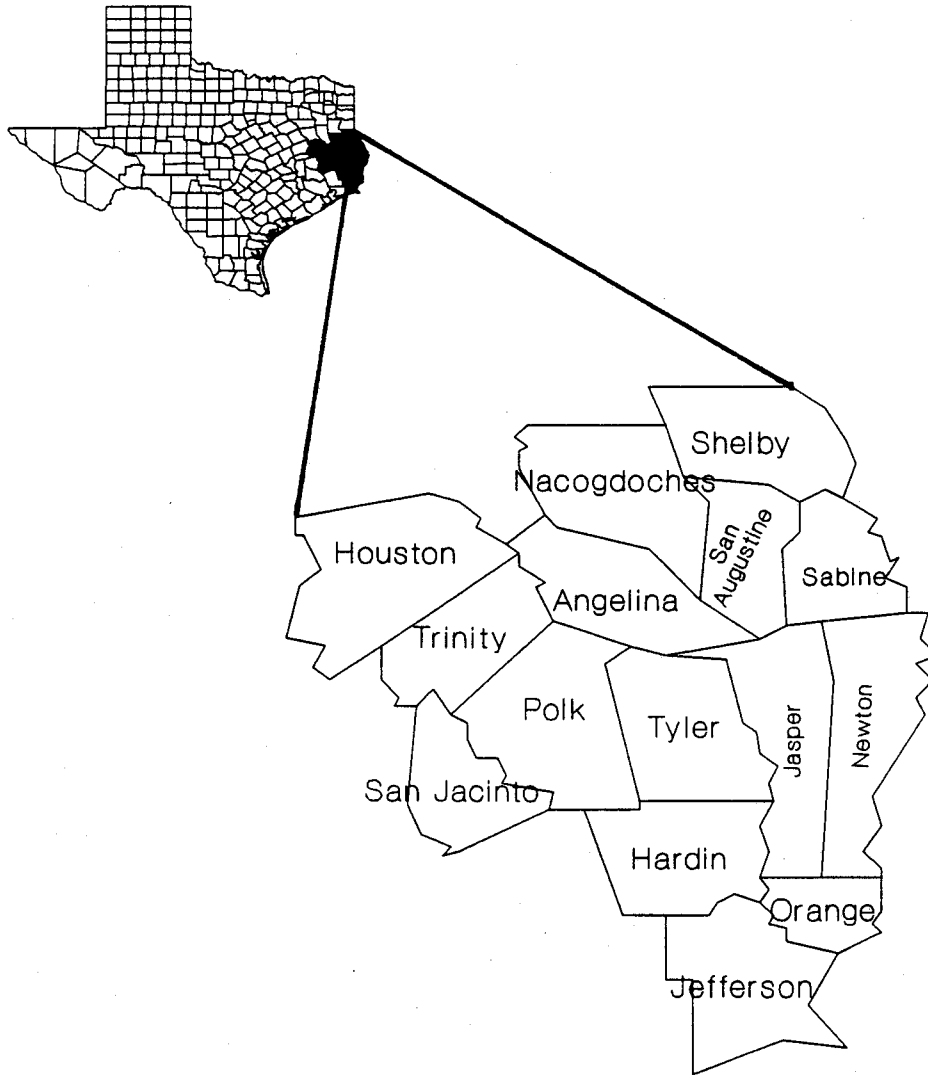 Shelby
Nacogdoches
San
Augustine
Houston
Sabine
Angelina
Trinity
Polk
Tyler
Jasper
Newton
San Jacinto
Hardin
Orange
Jefferson